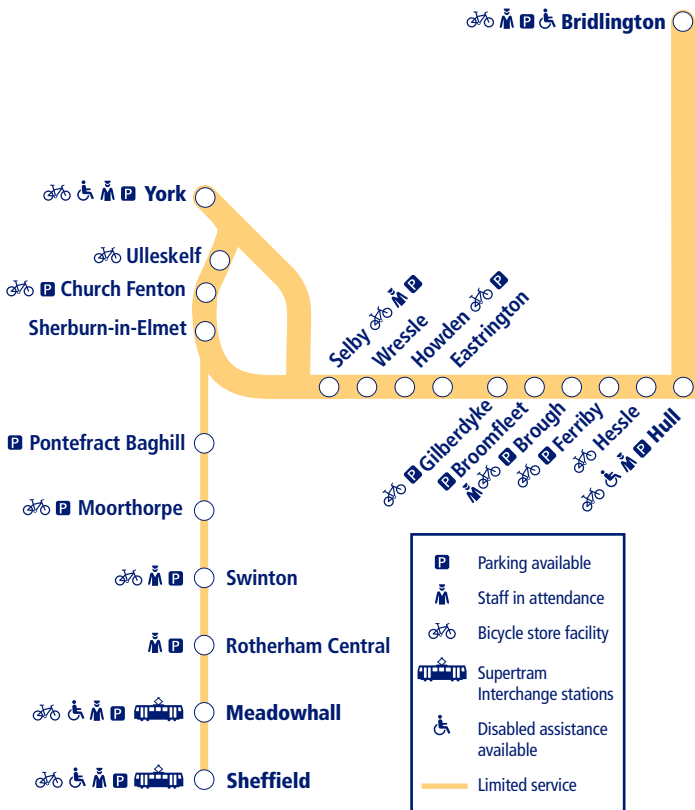 Bridlington
York
Ulleskelf
Church Fenton
Sherburn-in-Elmet
Selby
Wressle
Howden
Eastrington
Gilberdyke
Broomfleet
Brough
Ferriby
Hessle
Hull
Pontefract Baghill
Moorthorpe
Swinton
Rotherham Central
Meadowhall
Sheffield
P Parking available
Staff in attendance
Bicycle store facility
Supertram
Interchange stations
Disabled assistance
available
Limited service